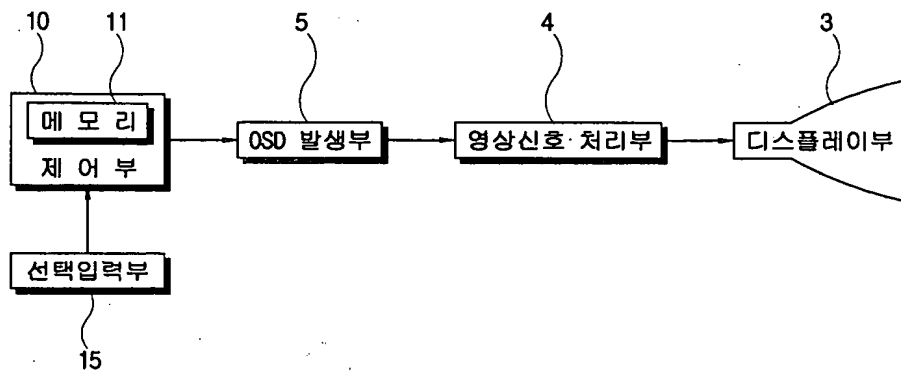 10
11
5
4
3
메 모 리
제 어 부
OSD 발생부
영상신호·처리부
디스플레이부
선택입력부
15